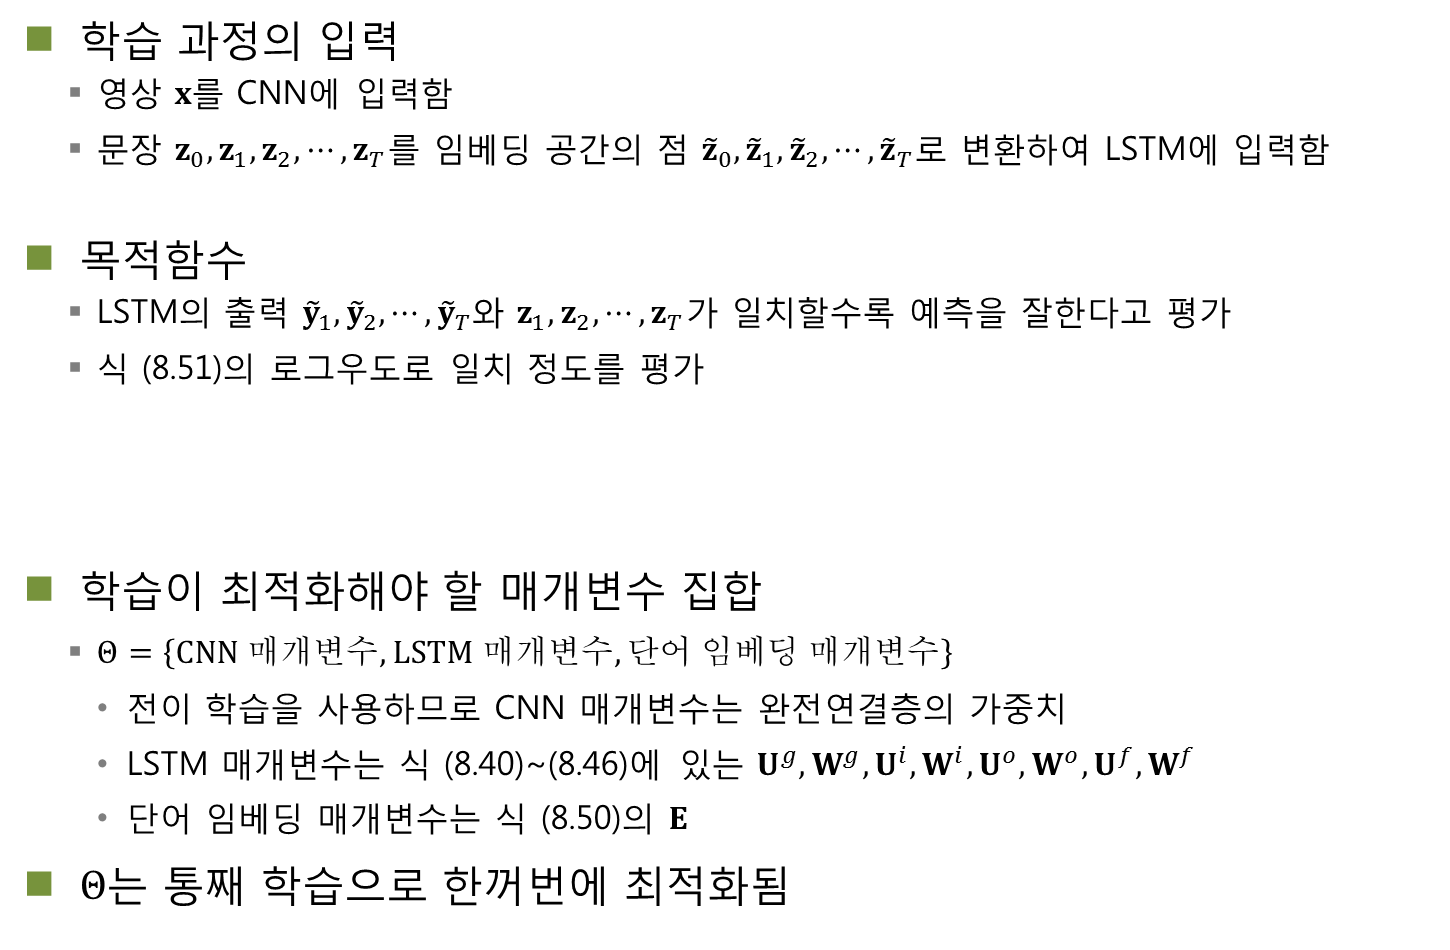 학습 과정의 입력
영상 x를 CNN에 입력함
문장 z₀, z₁, z₂, ⋯, z_T를 임베딩 공간의 점 z̃₀, z̃₁, z̃₂, ⋯, z̃_T로 변환하여 LSTM에 입력함
목적함수
LSTM의 출력 ỹ₁, ỹ₂, ⋯, ỹ_T와 z₁, z₂, ⋯, z_T가 일치할수록 예측을 잘한다고 평가
식 (8.51)의 로그우도로 일치 정도를 평가
학습이 최적화해야 할 매개변수 집합
Θ = {CNN 매개변수, LSTM 매개변수, 단어 임베딩 매개변수}
전이 학습을 사용하므로 CNN 매개변수는 완전연결층의 가중치
LSTM 매개변수는 식 (8.40)~(8.46)에 있는 U^g, W^g, U^i, W^i, U^o, W^o, U^f, W^f
단어 임베딩 매개변수는 식 (8.50)의 E
Θ는 통째 학습으로 한꺼번에 최적화됨